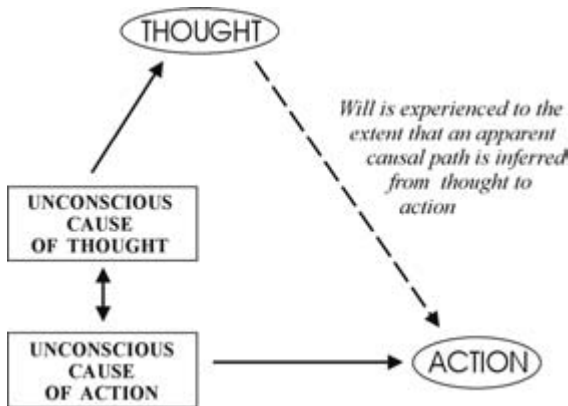 THOUGHT
Will is experienced to the
extent that an apparent
causal path is inferred
from thought to
action
UNCONSCIOUS
CAUSE
OF THOUGHT
UNCONSCIOUS
CAUSE
OF ACTION
ACTION